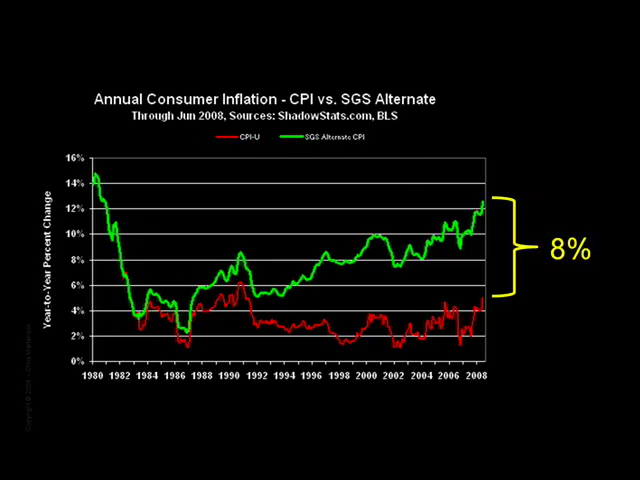 Annual Consumer Inflation - CPI vs. SGS Alternate
Through Jun 2008, Sources: ShadowStats.com, BLS
CPI-U SGS Alternate CPI
Year-to-Year Percent Change
16%
14%
12%
10%
8%
6%
4%
2%
0%
1980 1982 1984 1986 1988 1990 1992 1994 1996 1998 2000 2002 2004 2006 2008
8%